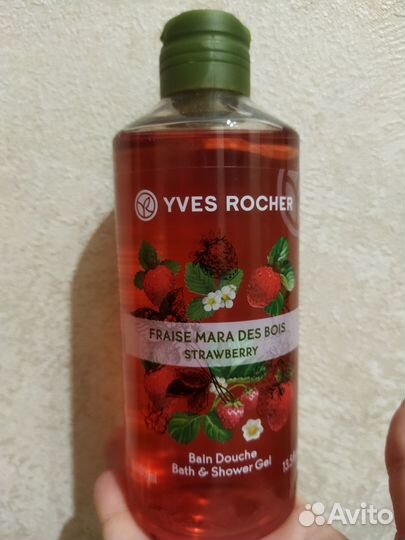 YVES ROCHER
FRAISE MARA DES BOIS
STRAWBERRY
Bain Douche
Bath & Shower Gel
Avito